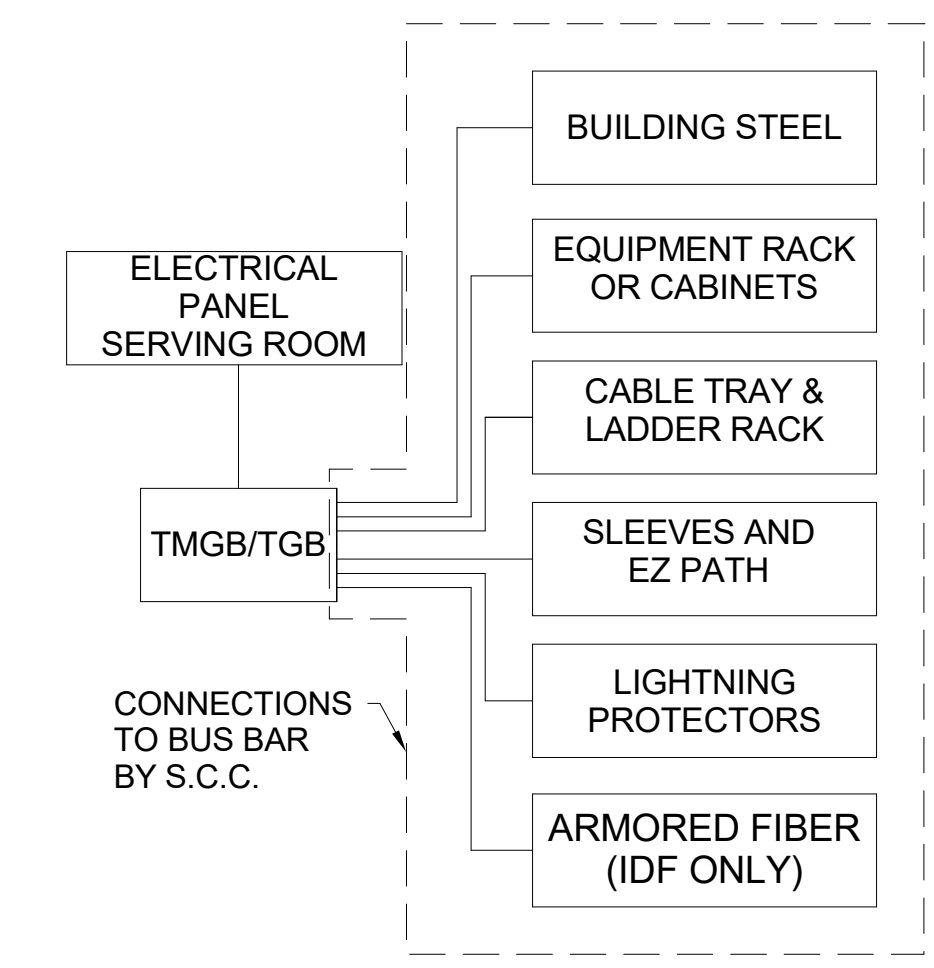 BUILDING STEEL
EQUIPMENT RACK
OR CABINETS
ELECTRICAL
PANEL
SERVING ROOM
CABLE TRAY &
LADDER RACK
TMGB/TGB
SLEEVES AND
EZ PATH
LIGHTNING
PROTECTORS
CONNECTIONS
TO BUS BAR
BY S.C.C.
ARMORED FIBER
(IDF ONLY)